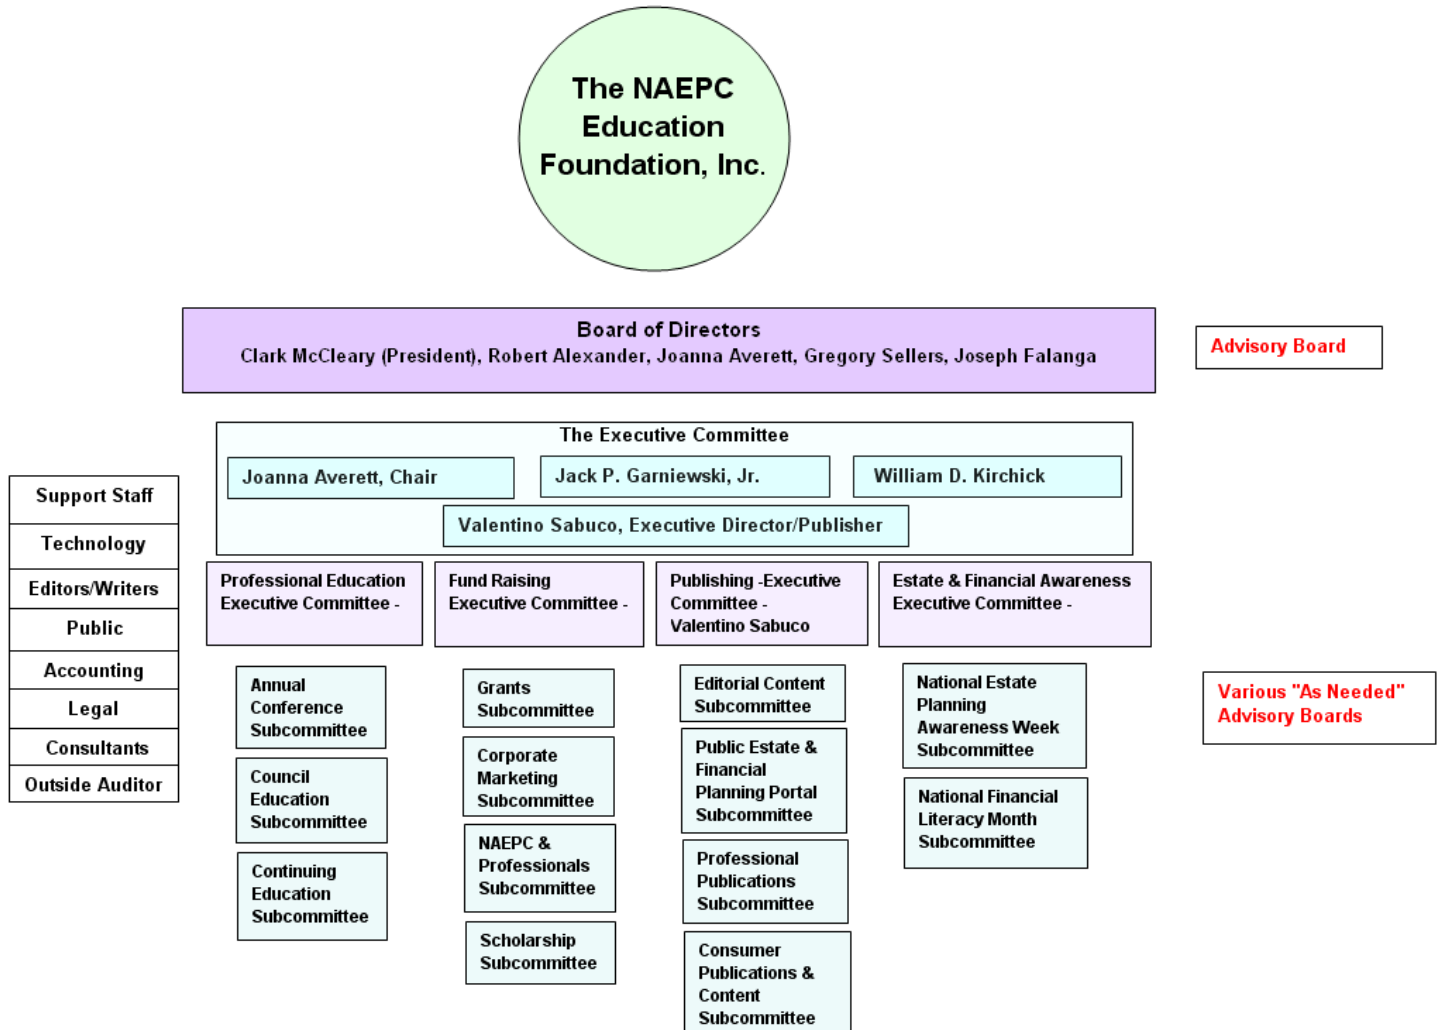 The NAEPC
Education
Foundation, Inc.
Board of Directors
Clark McCleary (President), Robert Alexander, Joanna Averett, Gregory Sellers, Joseph Falanga
Advisory Board
The Executive Committee
Joanna Averett, Chair
Jack P. Garniewski, Jr.
William D. Kirchick
Valentino Sabuco, Executive Director/Publisher
Support Staff
Technology
Editors/Writers
Public
Accounting
Legal
Consultants
Outside Auditor
Professional Education
Executive Committee -
Annual
Conference
Subcommittee
Council
Education
Subcommittee
Continuing
Education
Subcommittee
Fund Raising
Executive Committee -
Grants
Subcommittee
Corporate
Marketing
Subcommittee
NAEPC &
Professionals
Subcommittee
Scholarship
Subcommittee
Publishing -Executive
Committee -
Valentino Sabuco
Editorial Content
Subcommittee
Public Estate &
Financial
Planning Portal
Subcommittee
Professional
Publications
Subcommittee
Consumer
Publications &
Content
Subcommittee
Estate & Financial Awareness
Executive Committee -
National Estate
Planning
Awareness Week
Subcommittee
National Financial
Literacy Month
Subcommittee
Various "As Needed"
Advisory Boards